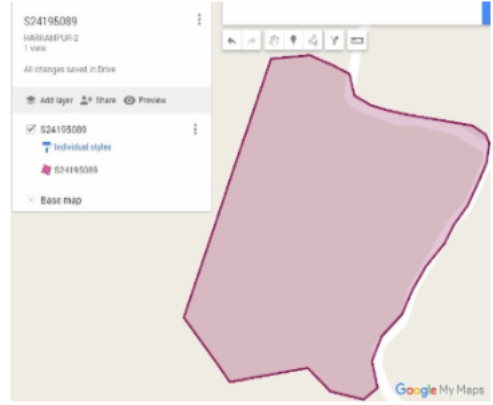 S24195089
HARKAMPUR-2
1 view
All changes saved in Drive
Add layer Share Preview
S24195089
Individual styles
S24195089
Base map
Google My Maps